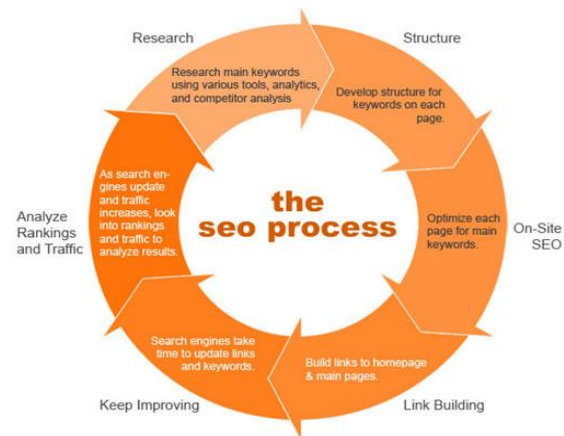 Research
Research main keywords
using various tools, analytics,
and competitor analysis
Structure
Develop structure for
keywords on each
page.
On-Site
SEO
Optimize each
page for main
keywords.
Link Building
Build links to homepage
& main pages.
Keep Improving
Search engines take
time to update links
and keywords.
Analyze
Rankings
and Traffic
As search en-
gines update
and traffic
increases, look
into rankings
and traffic to
analyze results.
the
seo process